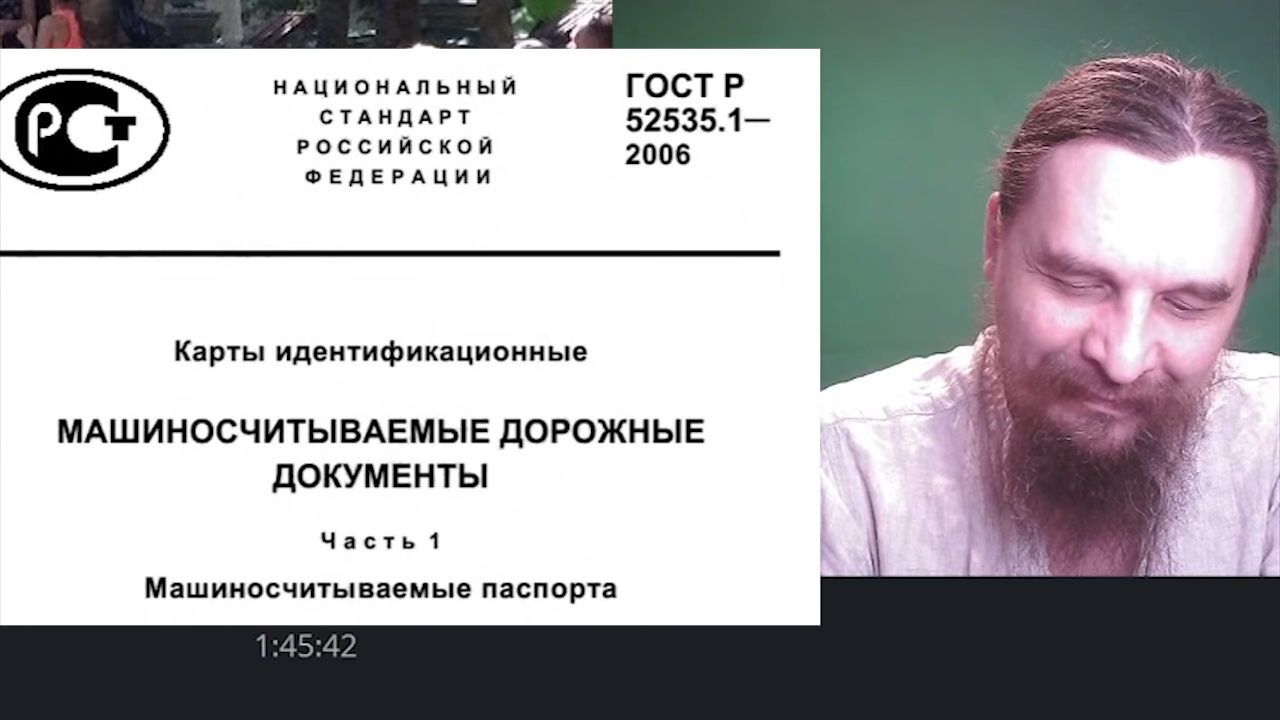 РСТ
НАЦИОНАЛЬНЫЙ
СТАНДАРТ
РОССИЙСКОЙ
ФЕДЕРАЦИИ
ГОСТ Р
52535.1—
2006
Карты идентификационные
МАШИНОСЧИТЫВАЕМЫЕ ДОРОЖНЫЕ
ДОКУМЕНТЫ
Часть 1
Машиносчитываемые паспорта
1:45:42